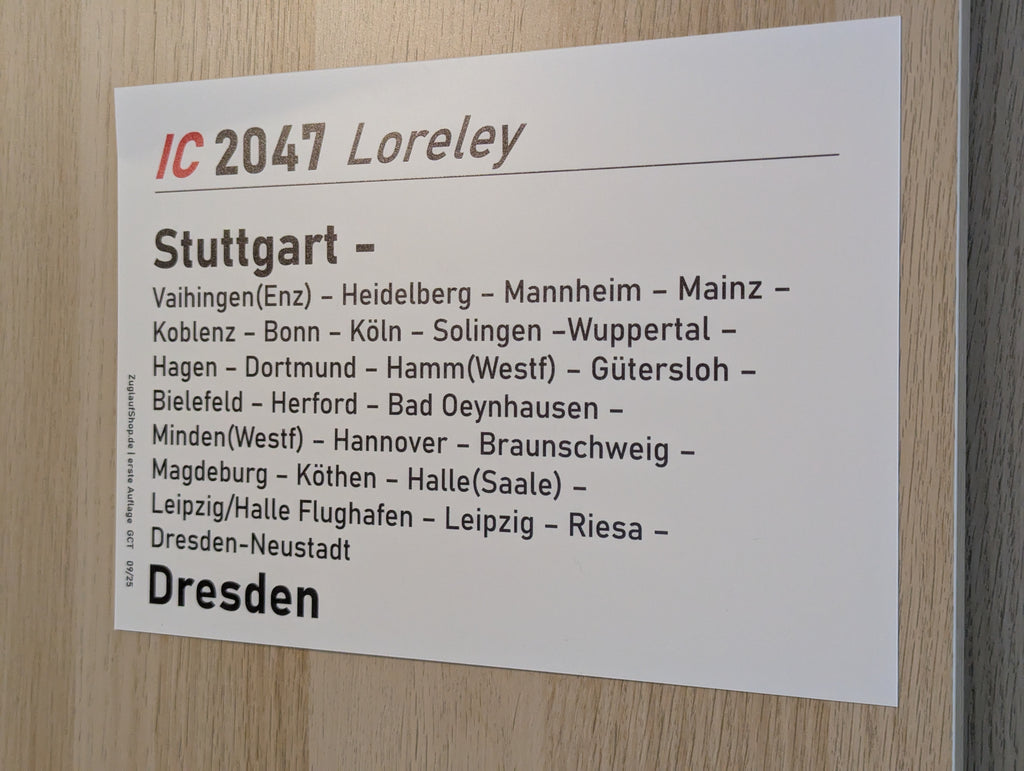 IC 2047 Loreley
Stuttgart –
Vaihingen(Enz) – Heidelberg – Mannheim – Mainz –
Koblenz – Bonn – Köln – Solingen –Wuppertal –
Hagen – Dortmund – Hamm(Westf) – Gütersloh –
Bielefeld – Herford – Bad Oeynhausen –
Minden(Westf) – Hannover – Braunschweig –
Magdeburg – Köthen – Halle(Saale) –
Leipzig/Halle Flughafen – Leipzig – Riesa –
Dresden-Neustadt
Dresden
ZuglaufShop.de | erste Auflage GCT 09/25